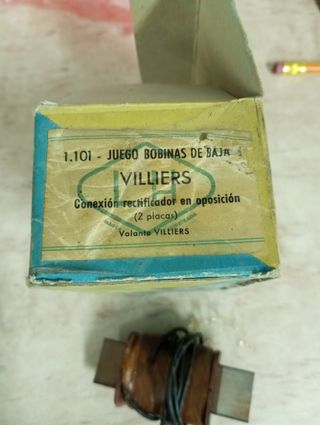 1.101 - JUEGO BOBINAS DE BAJA
VILLIERS
Conexión rectificador en oposición
(2 placas)
Volante VILLIERS